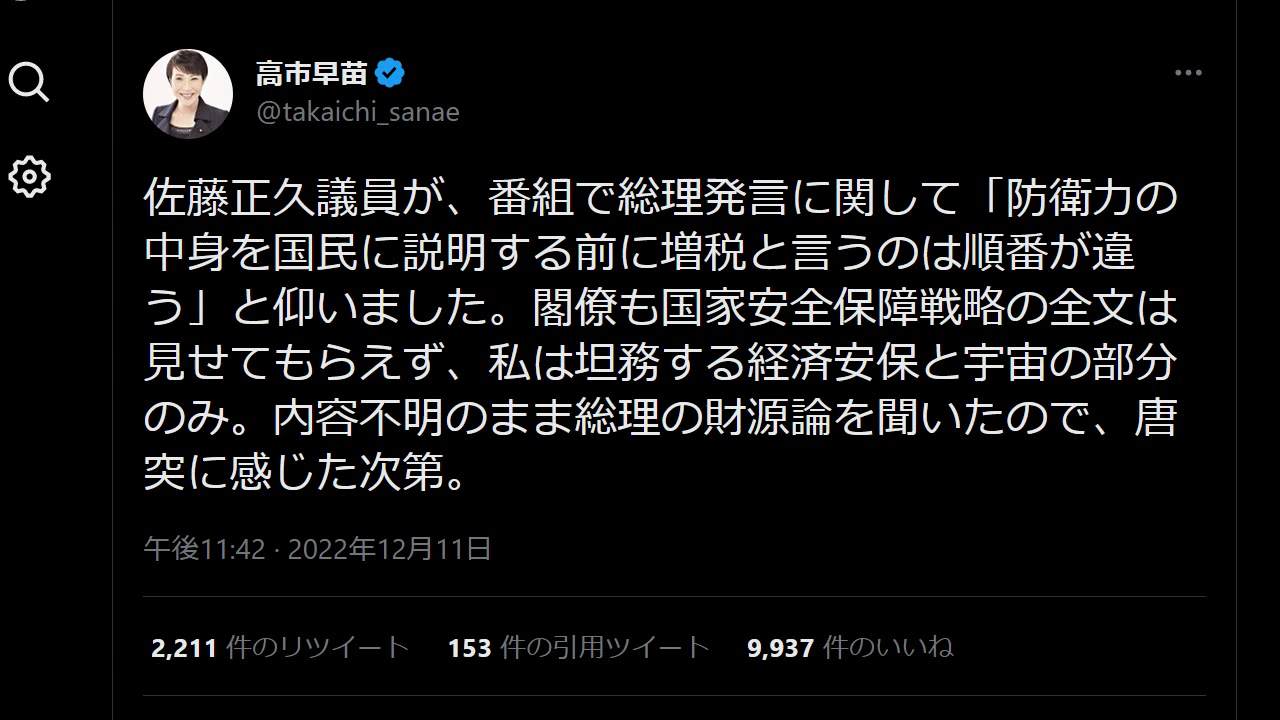 高市早苗
@takaichi_sanae
佐藤正久議員が、番組で総理発言に関して「防衛力の
中身を国民に説明する前に増税と言うのは順番が違
う」と仰いました。閣僚も国家安全保障戦略の全文は
見せてもらえず、私は坦務する経済安保と宇宙の部分
のみ。内容不明のまま総理の財源論を聞いたので、唐
突に感じた次第。
午後11:42 · 2022年12月11日
2,211 件のリツイート 153 件の引用ツイート 9,937 件のいいね